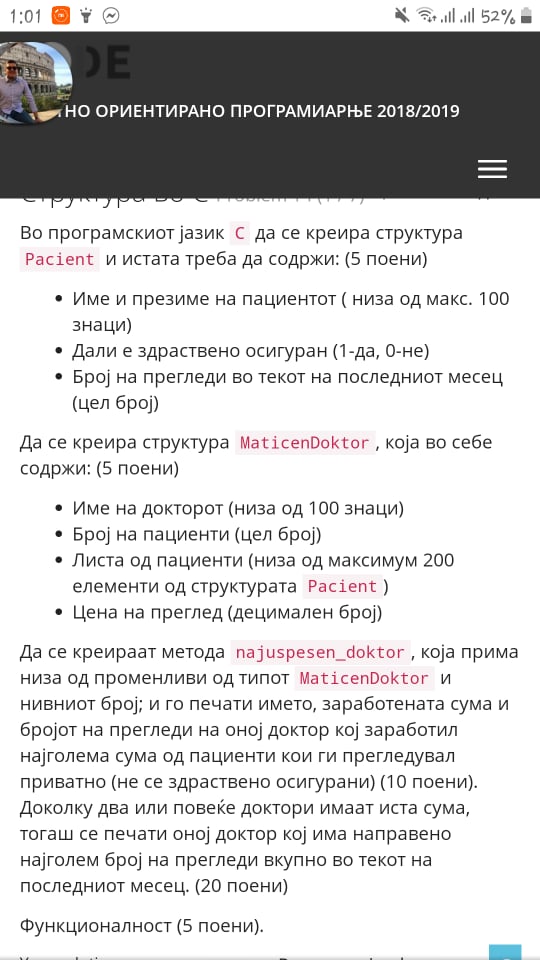 1:01
52%
DE
НО ОРИЕНТИРАНО ПРОГРАМИАРЊЕ 2018/2019
Структура во C Problem
Во програмскиот јазик C да се креира структура
Pacient и истата треба да содржи: (5 поени)
• Име и презиме на пациентот ( низа од макс. 100
знаци)
• Дали е здраствено осигуран (1-да, 0-не)
• Број на прегледи во текот на последниот месец
(цел број)
Да се креира структура MaticenDoktor, која во себе
содржи: (5 поени)
• Име на докторот (низа од 100 знаци)
• Број на пациенти (цел број)
• Листа од пациенти (низа од максимум 200
елементи од структурата Pacient)
• Цена на преглед (децимален број)
Да се креираат метода najuspesen_doktor, која прима
низа од променливи од типот MaticenDoktor и
нивниот број; и го печати името, заработената сума и
бројот на прегледи на оној доктор кој заработил
најголема сума од пациенти кои ги прегледувал
приватно (не се здраствено осигурани) (10 поени).
Доколку два или повеќе доктори имаат иста сума,
тогаш се печати оној доктор кој има направено
најголем број на прегледи вкупно во текот на
последниот месец. (20 поени)
Функционалност (5 поени).